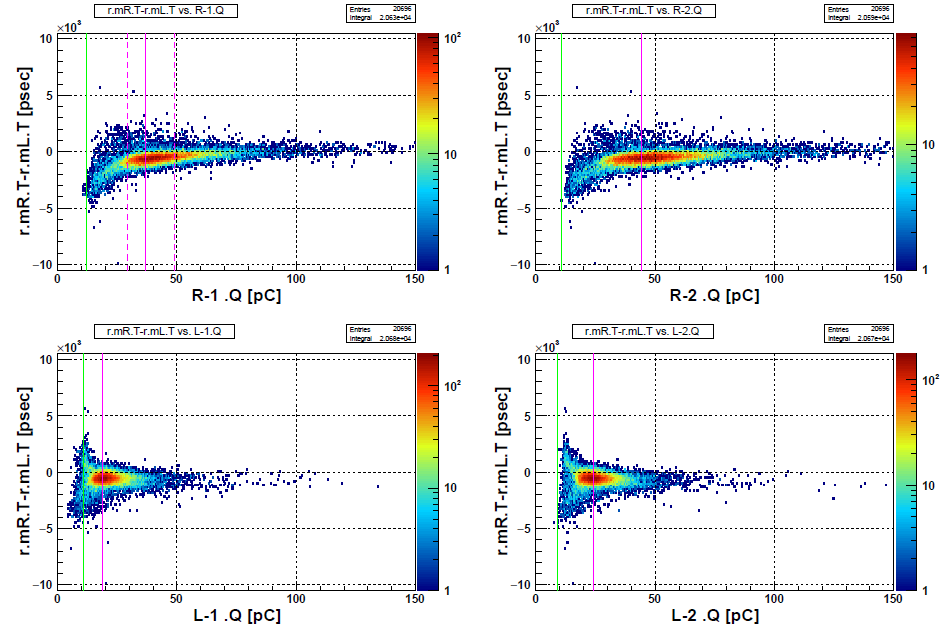 r.mR.T-r.mL.T vs. R-1.Q
Entries 20696
Integral 2.063e+04
×10³
r.mR.T-r.mL.T [psec]
10
5
0
−5
−10
0 50 100 150
R-1 .Q [pC]
10²
10
1
r.mR.T-r.mL.T vs. R-2.Q
Entries 20696
Integral 2.059e+04
×10³
r.mR.T-r.mL.T [psec]
10
5
0
−5
−10
0 50 100 150
R-2 .Q [pC]
10
1
r.mR.T-r.mL.T vs. L-1.Q
Entries 20696
Integral 2.068e+04
×10³
r.mR.T-r.mL.T [psec]
10
5
0
−5
−10
0 50 100 150
L-1 .Q [pC]
10²
10
1
r.mR.T-r.mL.T vs. L-2.Q
Entries 20696
Integral 2.067e+04
×10³
r.mR.T-r.mL.T [psec]
10
5
0
−5
−10
0 50 100 150
L-2 .Q [pC]
10²
10
1